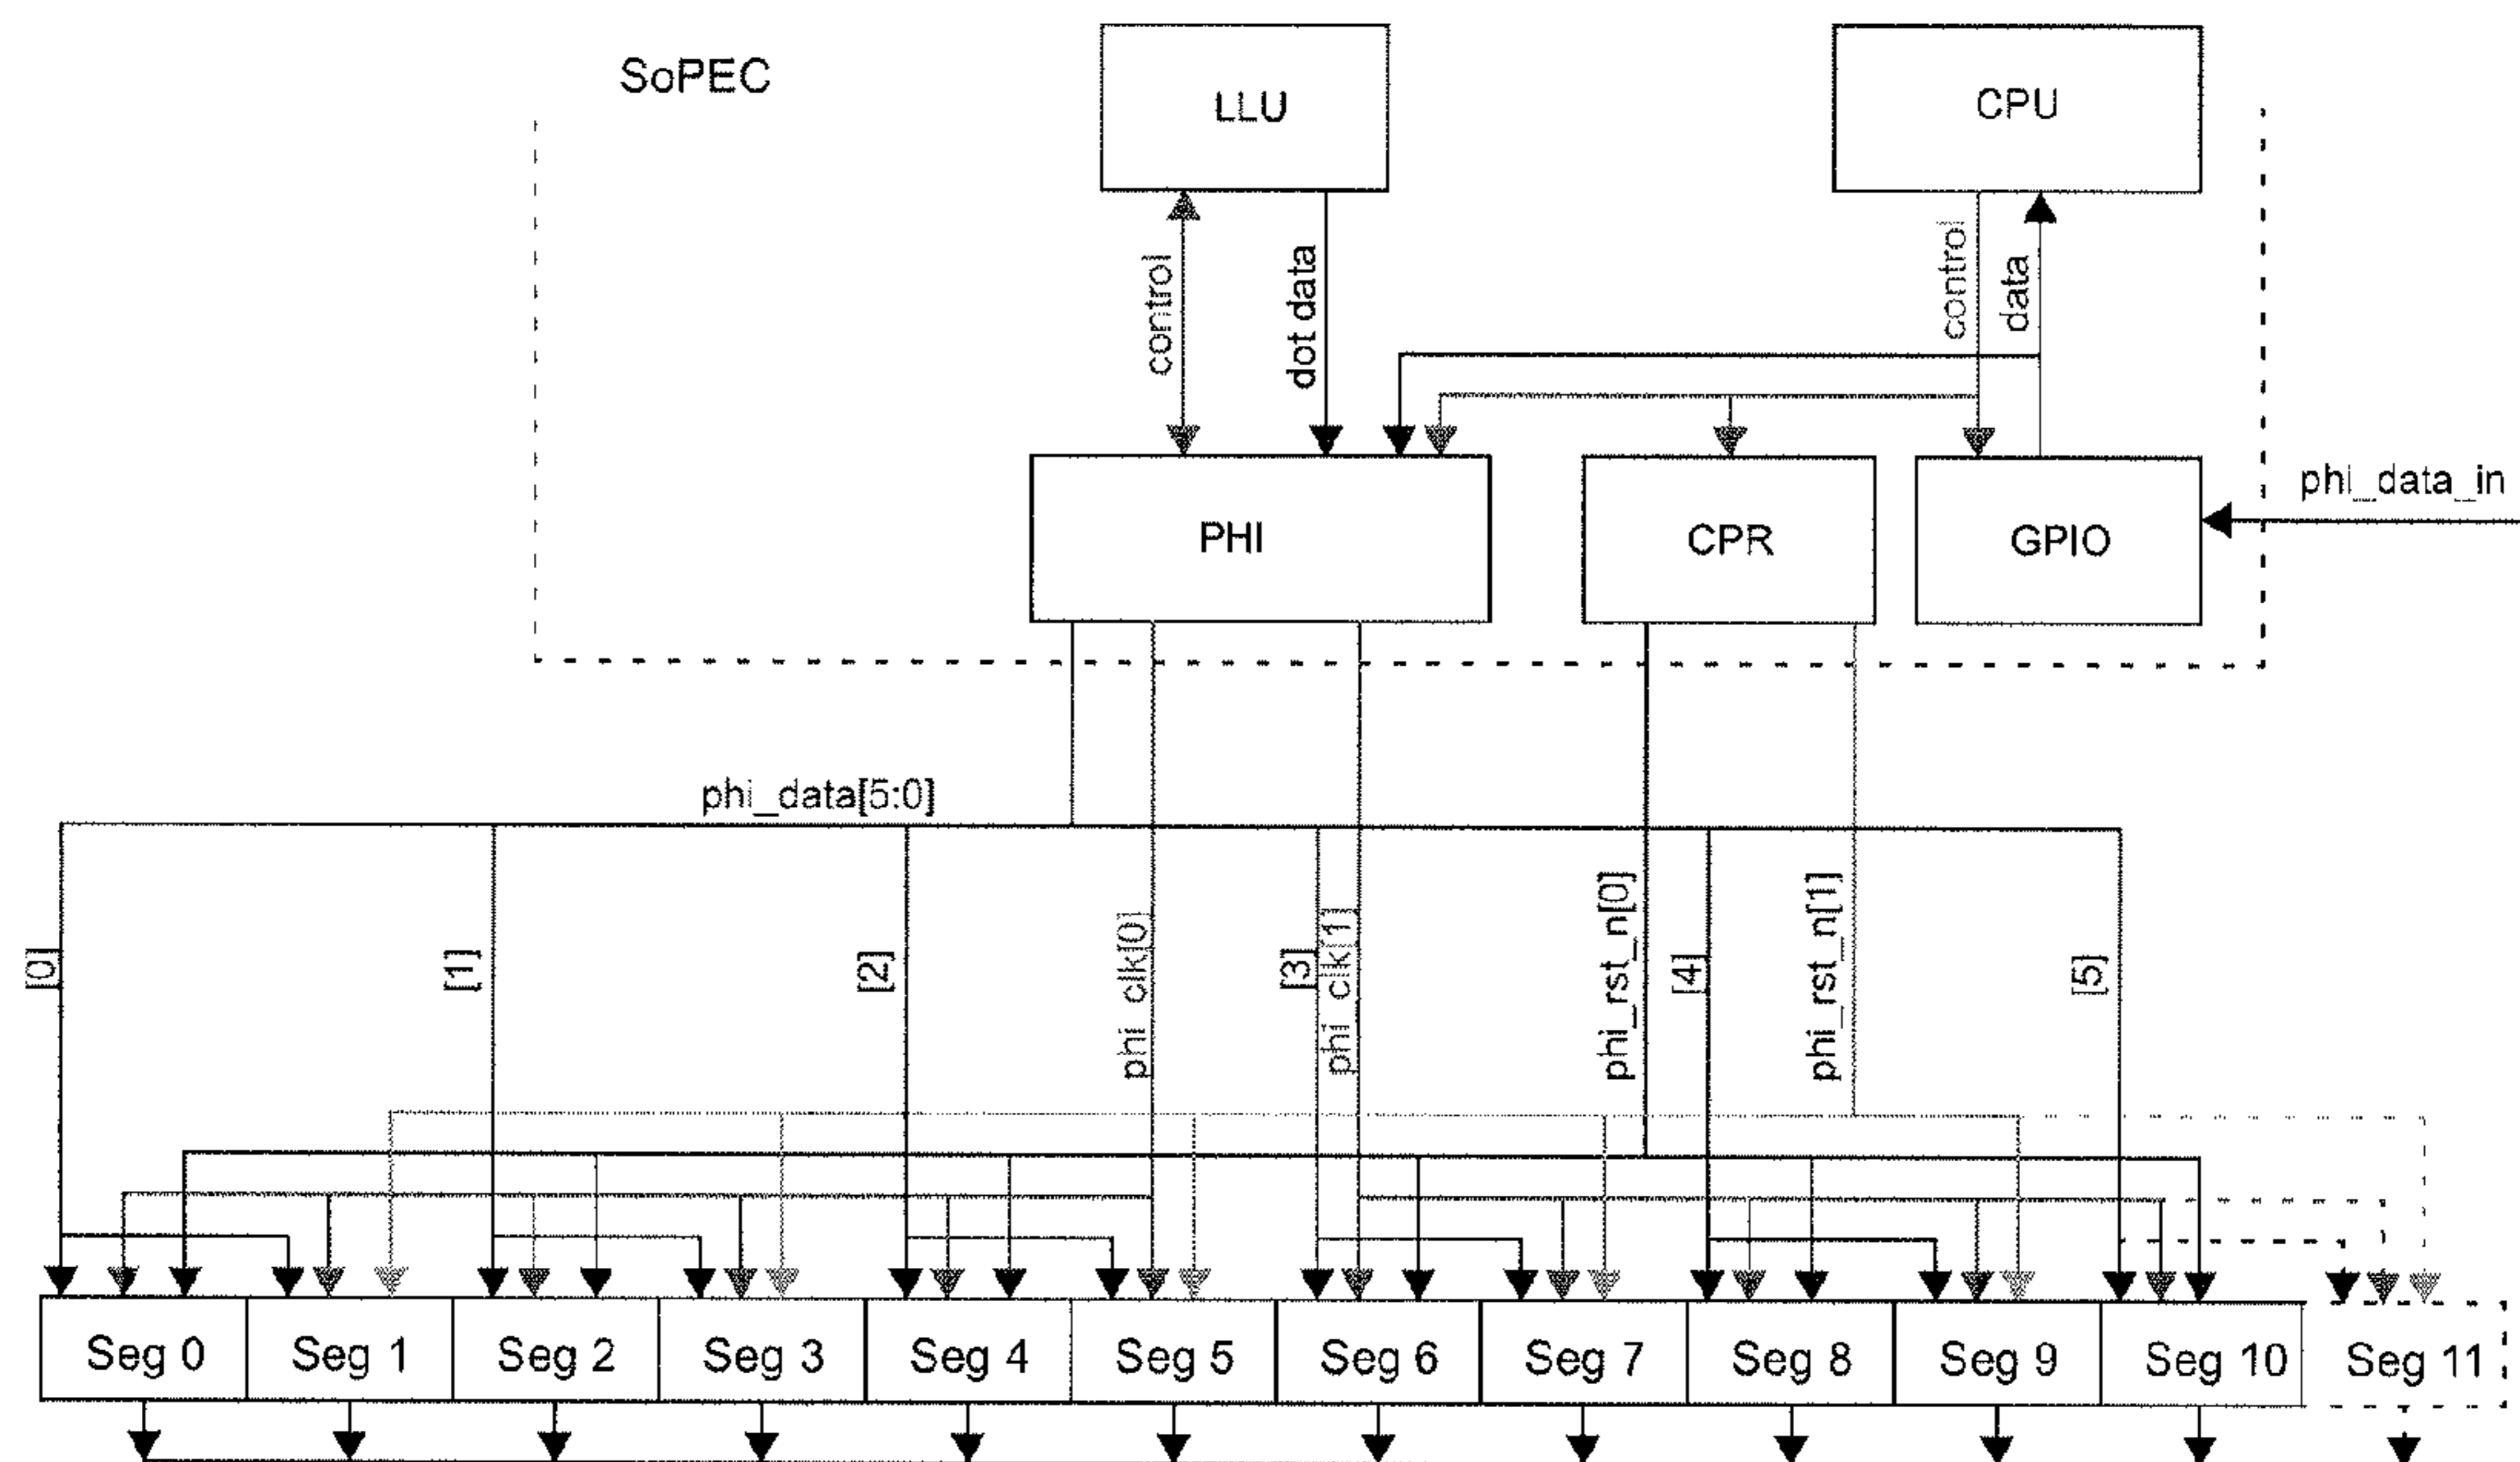 SoPEC
LLU
CPU
control
dot data
control
data
PHI
CPR
GPIO
phi_data_in
phi_data[5:0]
[0]
[1]
[2]
phi_clk[0]
[3]
phi_clk[1]
phi_rst_n[0]
[4]
phi_rst_n[1]
[5]
Seg 0
Seg 1
Seg 2
Seg 3
Seg 4
Seg 5
Seg 6
Seg 7
Seg 8
Seg 9
Seg 10
Seg 11